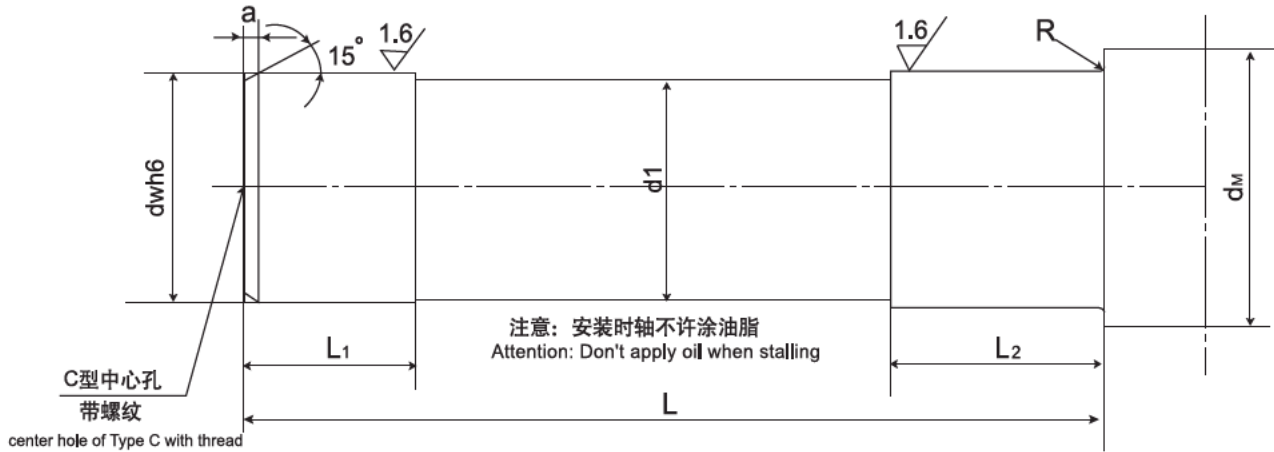 a
15°
1.6
1.6
R
dwh6
d1
dM
注意：安装时轴不许涂油脂
Attention: Don't apply oil when stalling
L1
L2
C型中心孔
带螺纹
center hole of Type C with thread
L